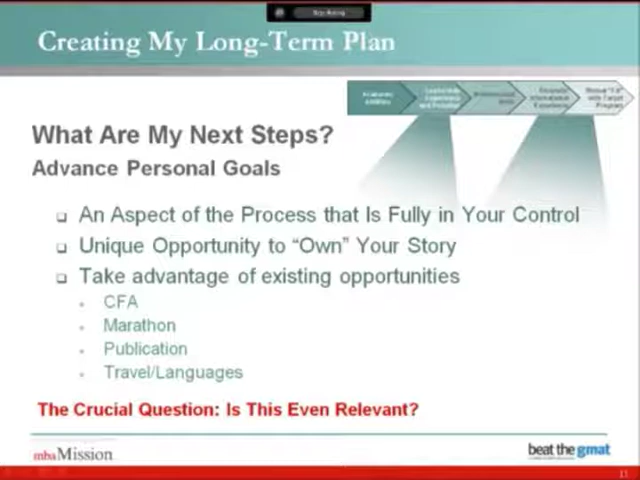 Creating My Long-Term Plan
What Are My Next Steps?
Advance Personal Goals
An Aspect of the Process that Is Fully in Your Control
Unique Opportunity to “Own” Your Story
Take advantage of existing opportunities
CFA
Marathon
Publication
Travel/Languages
The Crucial Question: Is This Even Relevant?
mbaMission
beat the gmat